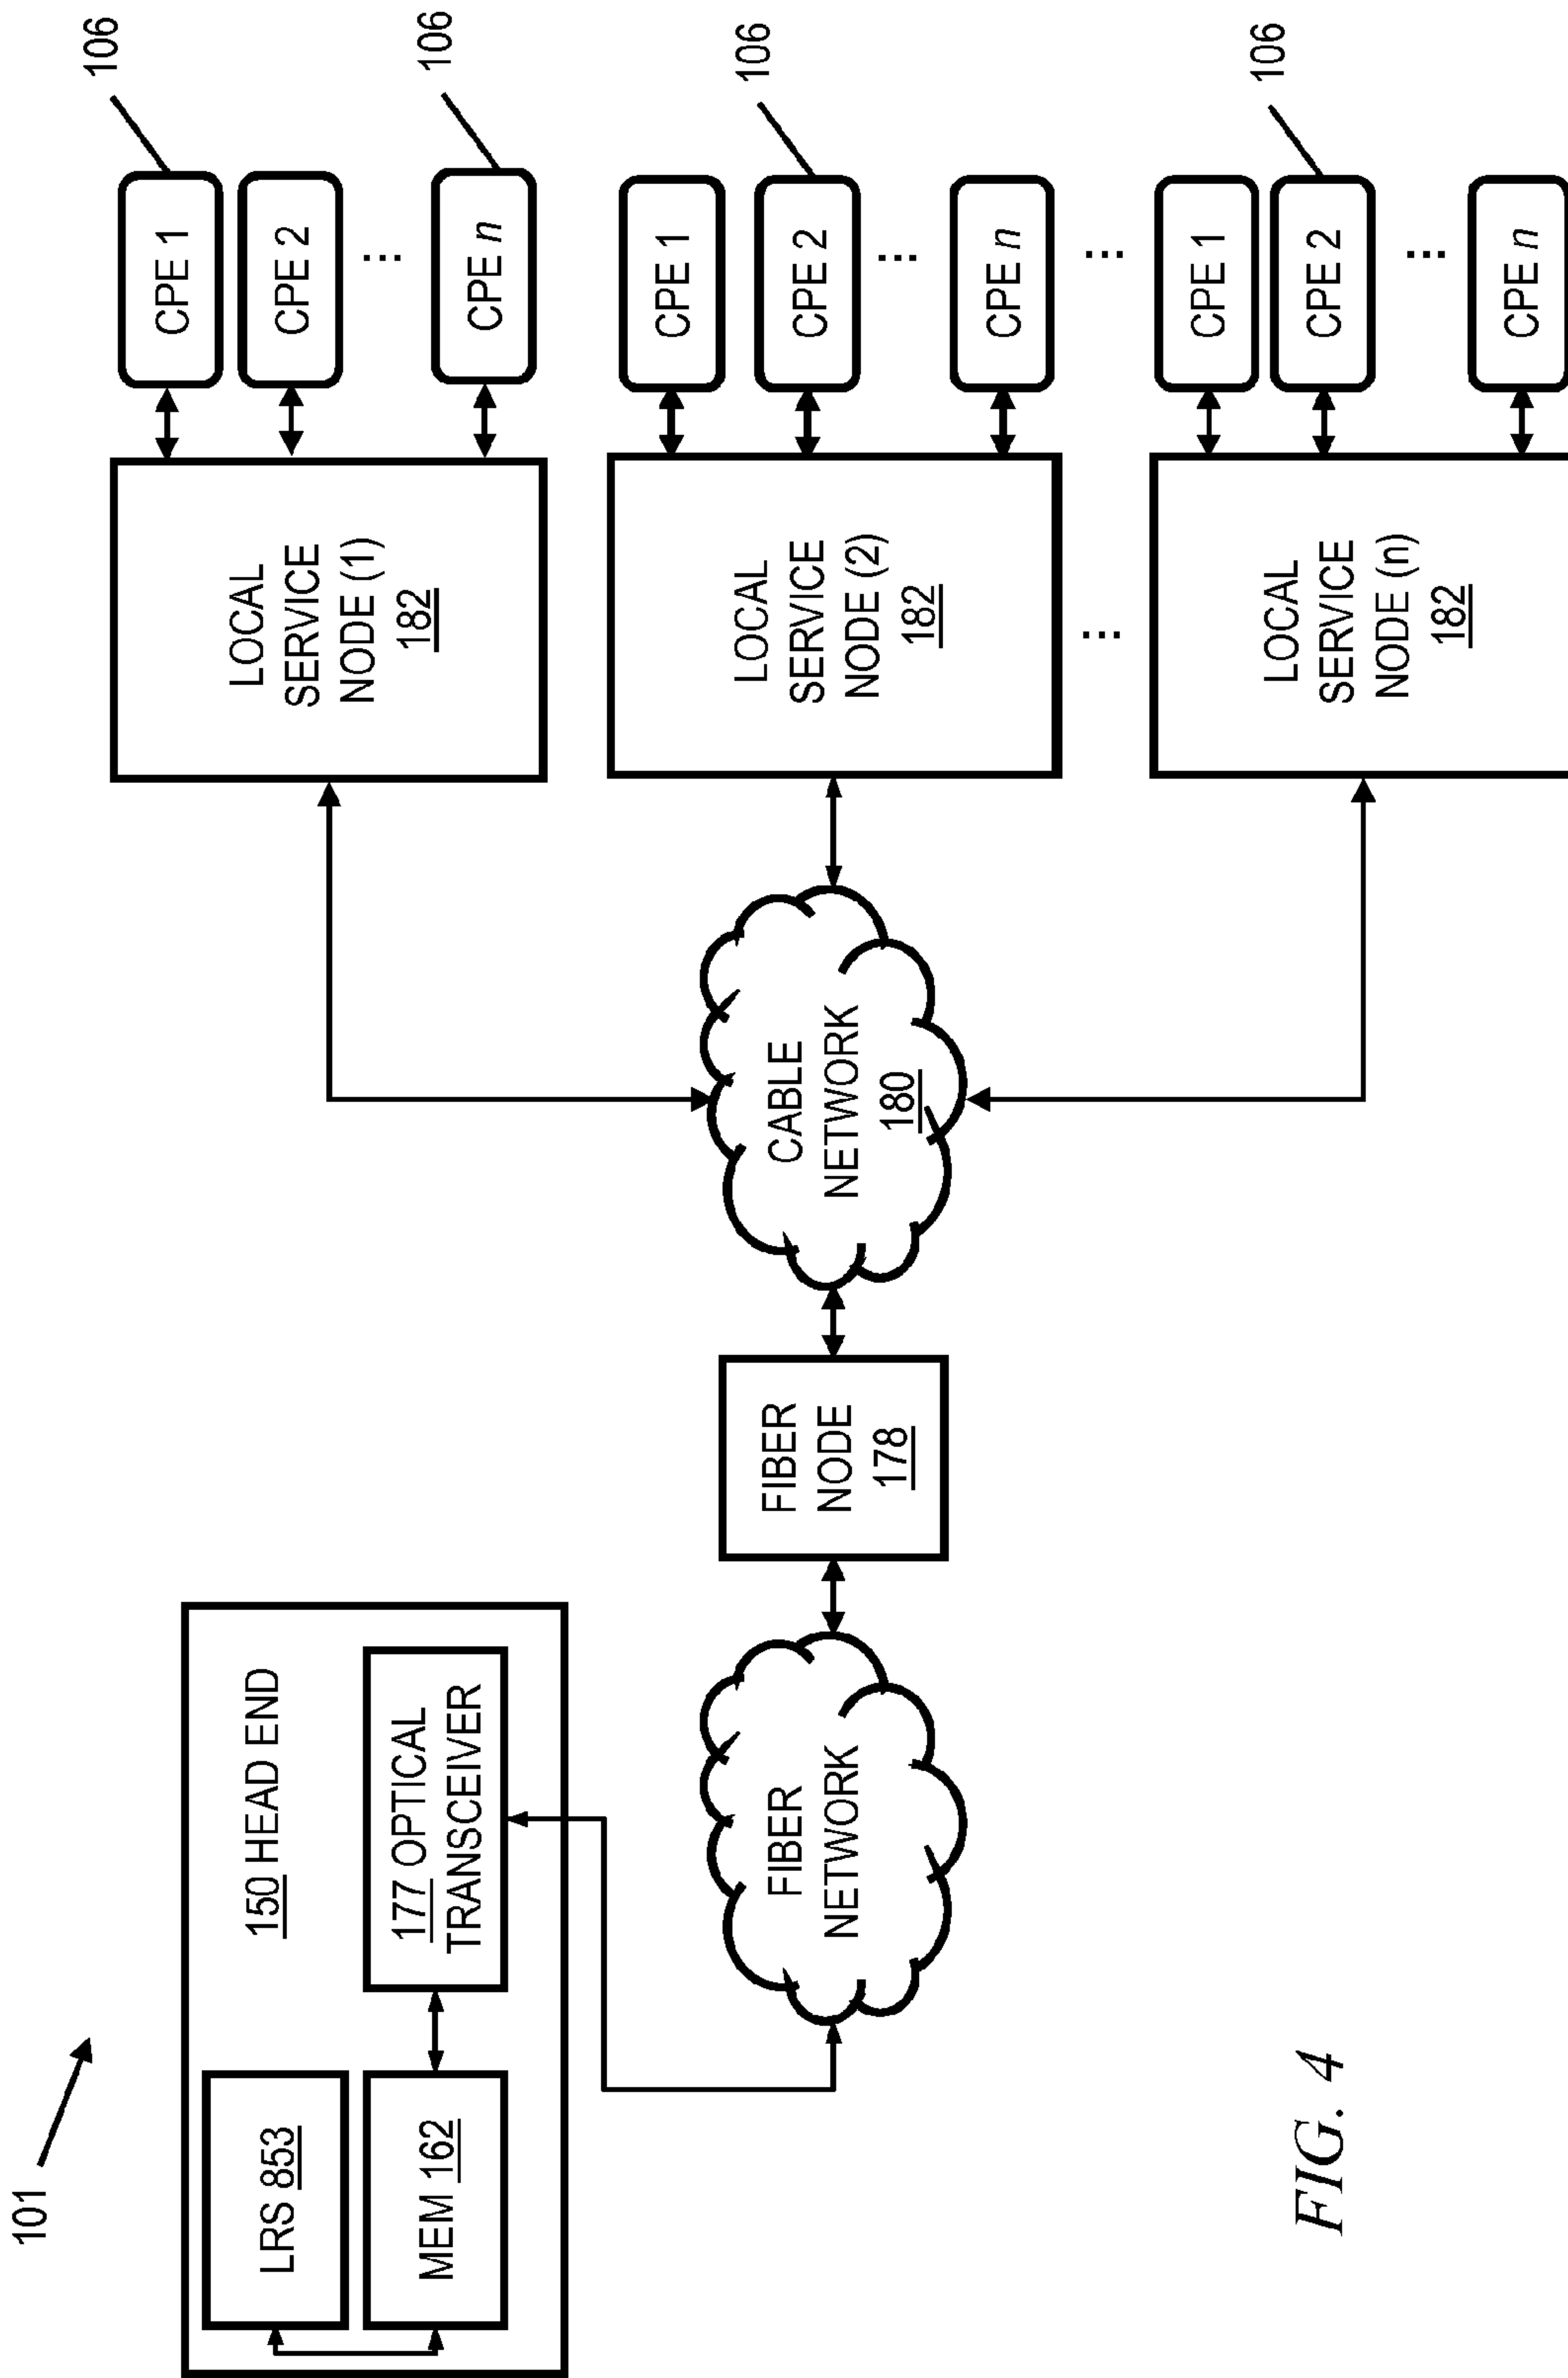 101
150 HEAD END
LRS 853
MEM 162
177 OPTICAL
TRANSCEIVER
FIBER
NETWORK
FIBER
NODE
178
CABLE
NETWORK
180
LOCAL
SERVICE
NODE (1)
182
CPE 1
CPE 2
...
CPE n
106
106
LOCAL
SERVICE
NODE (2)
182
CPE 1
CPE 2
...
CPE n
106
...
...
LOCAL
SERVICE
NODE (n)
182
CPE 1
CPE 2
...
CPE n
106
FIG. 4